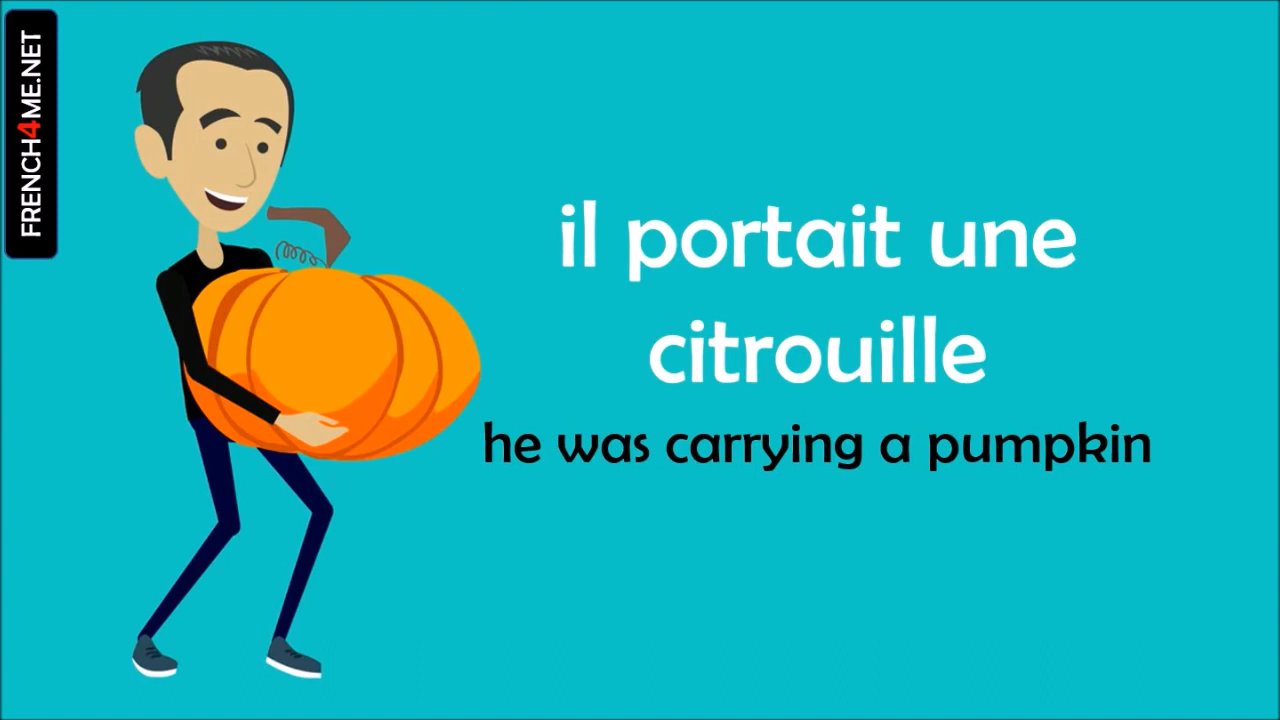 FRENCH4ME.NET
il portait une
citrouille
he was carrying a pumpkin